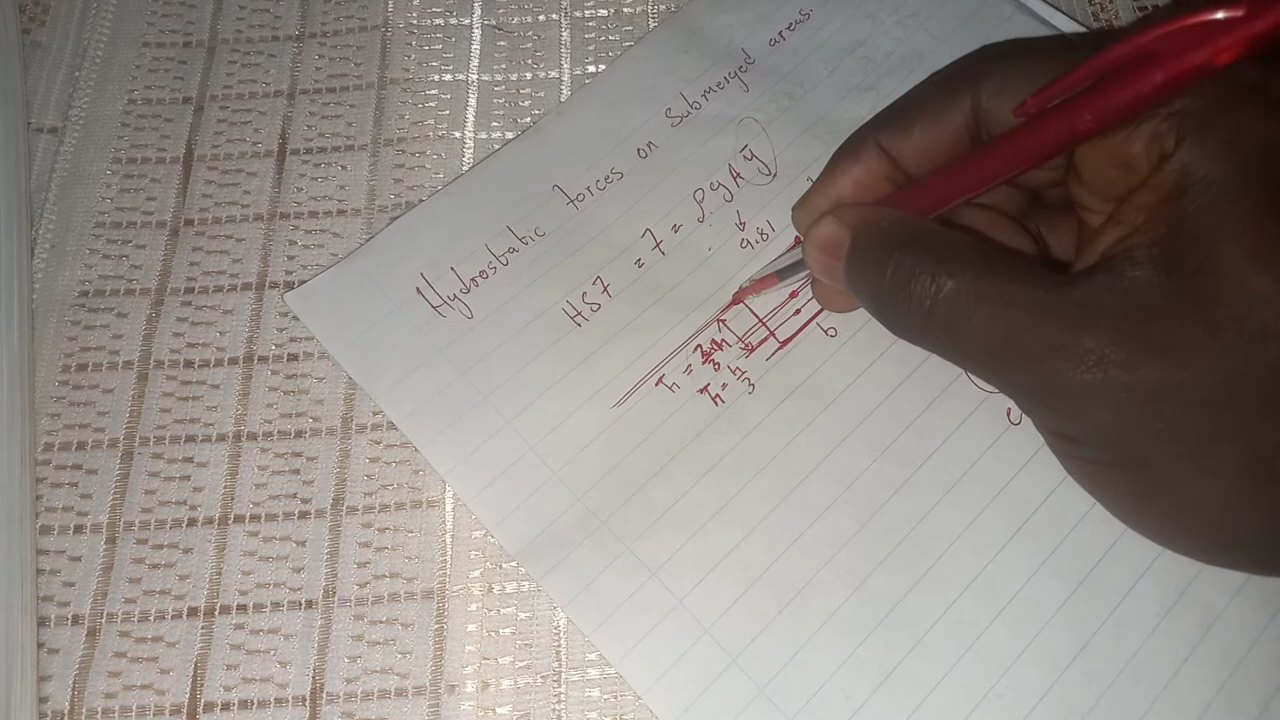 Hydrostatic forces on submerged areas.
HSF = F = ρgAȳ
9.81
h̄ = 2/3 h
h̄ = h/3
b